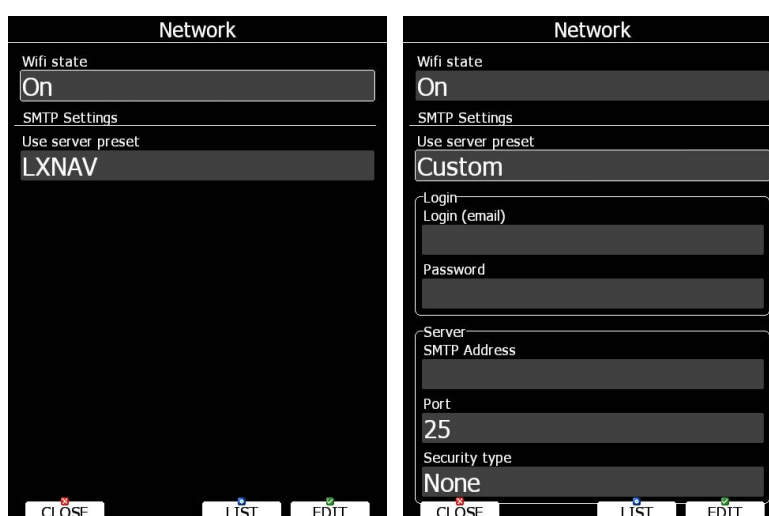 Network
Wifi state
On
SMTP Settings
Use server preset
LXNAV
CLOSE
LIST
EDIT
Network
Wifi state
On
SMTP Settings
Use server preset
Custom
Login
Login (email)
Password
Server
SMTP Address
Port
25
Security type
None
CLOSE
LIST
EDIT